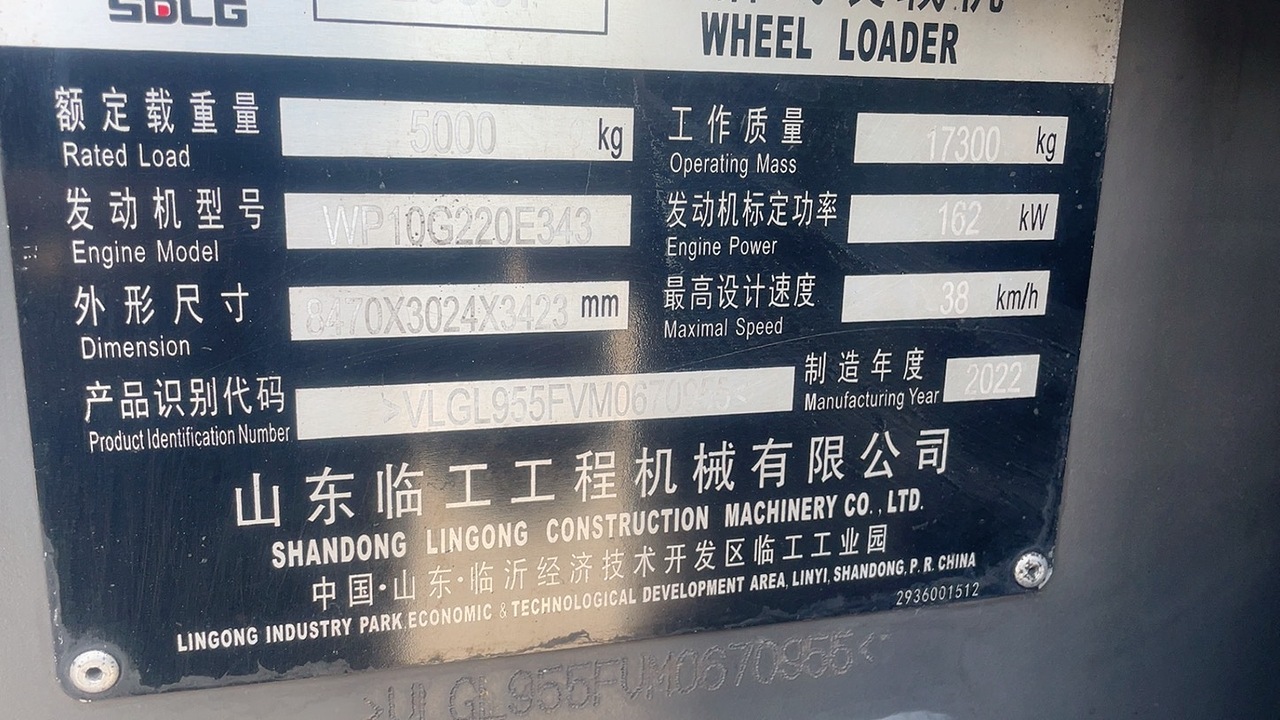 SDLG
WHEEL LOADER
额定载重量 5000 kg 工作质量 17300 kg
Rated Load Operating Mass
发动机型号 WP10G220E343 发动机标定功率 162 kW
Engine Model Engine Power
外形尺寸 8470X3024X3423 mm 最高设计速度 38 km/h
Dimension Maximal Speed
产品识别代码 >VLGL955FVM0670955< 制造年度 2022
Product Identification Number Manufacturing Year
山东临工工程机械有限公司
SHANDONG LINGONG CONSTRUCTION MACHINERY CO., LTD.
中国·山东·临沂经济技术开发区临工工业园
LINGONG INDUSTRY PARK, ECONOMIC & TECHNOLOGICAL DEVELOPMENT AREA, LINYI, SHANDONG, P. R. CHINA
2936001512
>VLGL955FVM0670955<